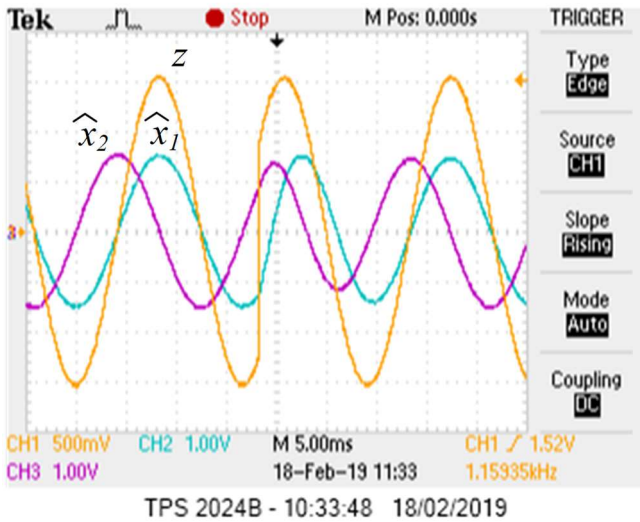 Tek Stop M Pos: 0.000s TRIGGER
Type
Edge
Source
CH1
Slope
Rising
Mode
Auto
Coupling
DC
z
x̂₂ x̂₁
3
CH1 500mV CH2 1.00V M 5.00ms CH1 ∕ 1.52V
CH3 1.00V 18-Feb-19 11:33 1.15935kHz
TPS 2024B - 10:33:48 18/02/2019